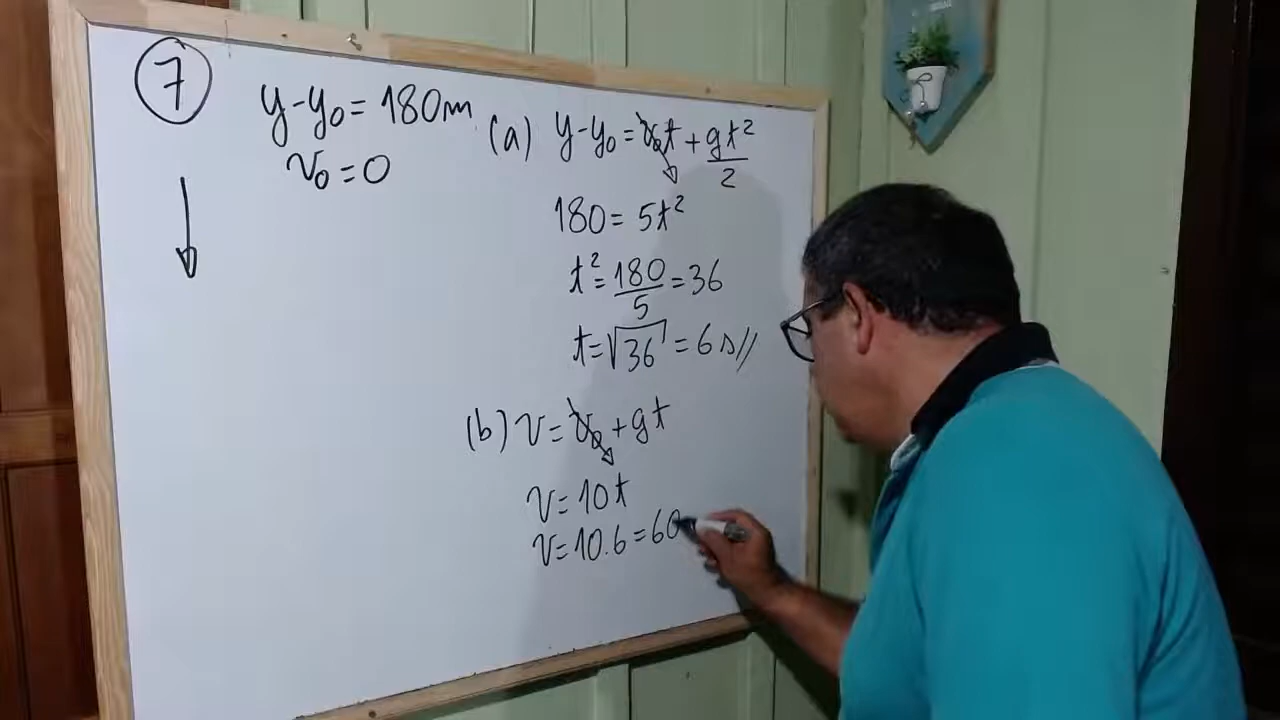 7
y-y₀ = 180m
v₀ = 0
(a) y-y₀ = v₀t + gt²/2
180 = 5t²
t² = 180/5 = 36
t = √36 = 6 s//
(b) v = v₀ + gt
v = 10t
v = 10.6 = 60